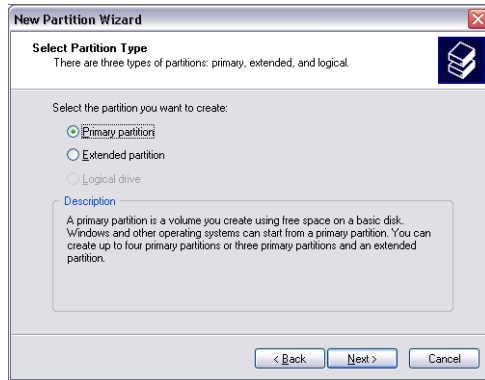 New Partition Wizard
Select Partition Type
There are three types of partitions: primary, extended, and logical.
Select the partition you want to create:
Primary partition
Extended partition
Logical drive
Description
A primary partition is a volume you create using free space on a basic disk.
Windows and other operating systems can start from a primary partition. You can
create up to four primary partitions or three primary partitions and an extended
partition.
< Back
Next >
Cancel